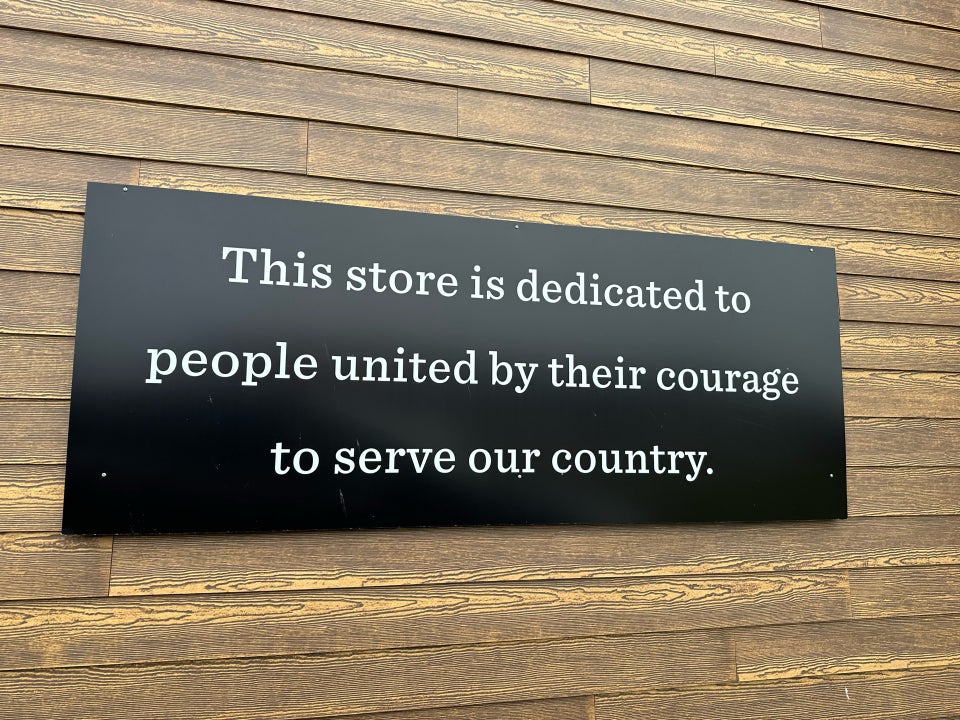 This store is dedicated to
people united by their courage
to serve our country.